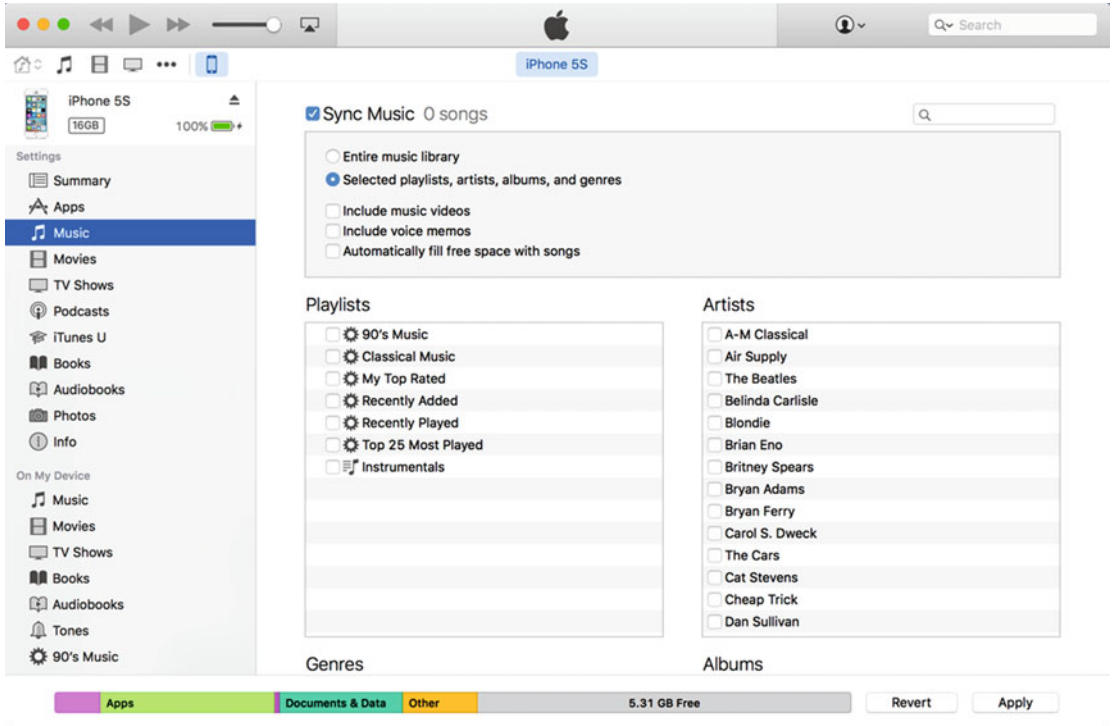 Search
iPhone 5S
iPhone 5S
16GB
100%
Settings
Summary
Apps
Music
Movies
TV Shows
Podcasts
iTunes U
Books
Audiobooks
Photos
Info
On My Device
Music
Movies
TV Shows
Books
Audiobooks
Tones
90's Music
Sync Music 0 songs
Entire music library
Selected playlists, artists, albums, and genres
Include music videos
Include voice memos
Automatically fill free space with songs
Playlists
90's Music
Classical Music
My Top Rated
Recently Added
Recently Played
Top 25 Most Played
Instrumentals
Artists
A-M Classical
Air Supply
The Beatles
Belinda Carlisle
Blondie
Brian Eno
Britney Spears
Bryan Adams
Bryan Ferry
Carol S. Dweck
The Cars
Cat Stevens
Cheap Trick
Dan Sullivan
Genres
Albums
Apps
Documents & Data
Other
5.31 GB Free
Revert
Apply